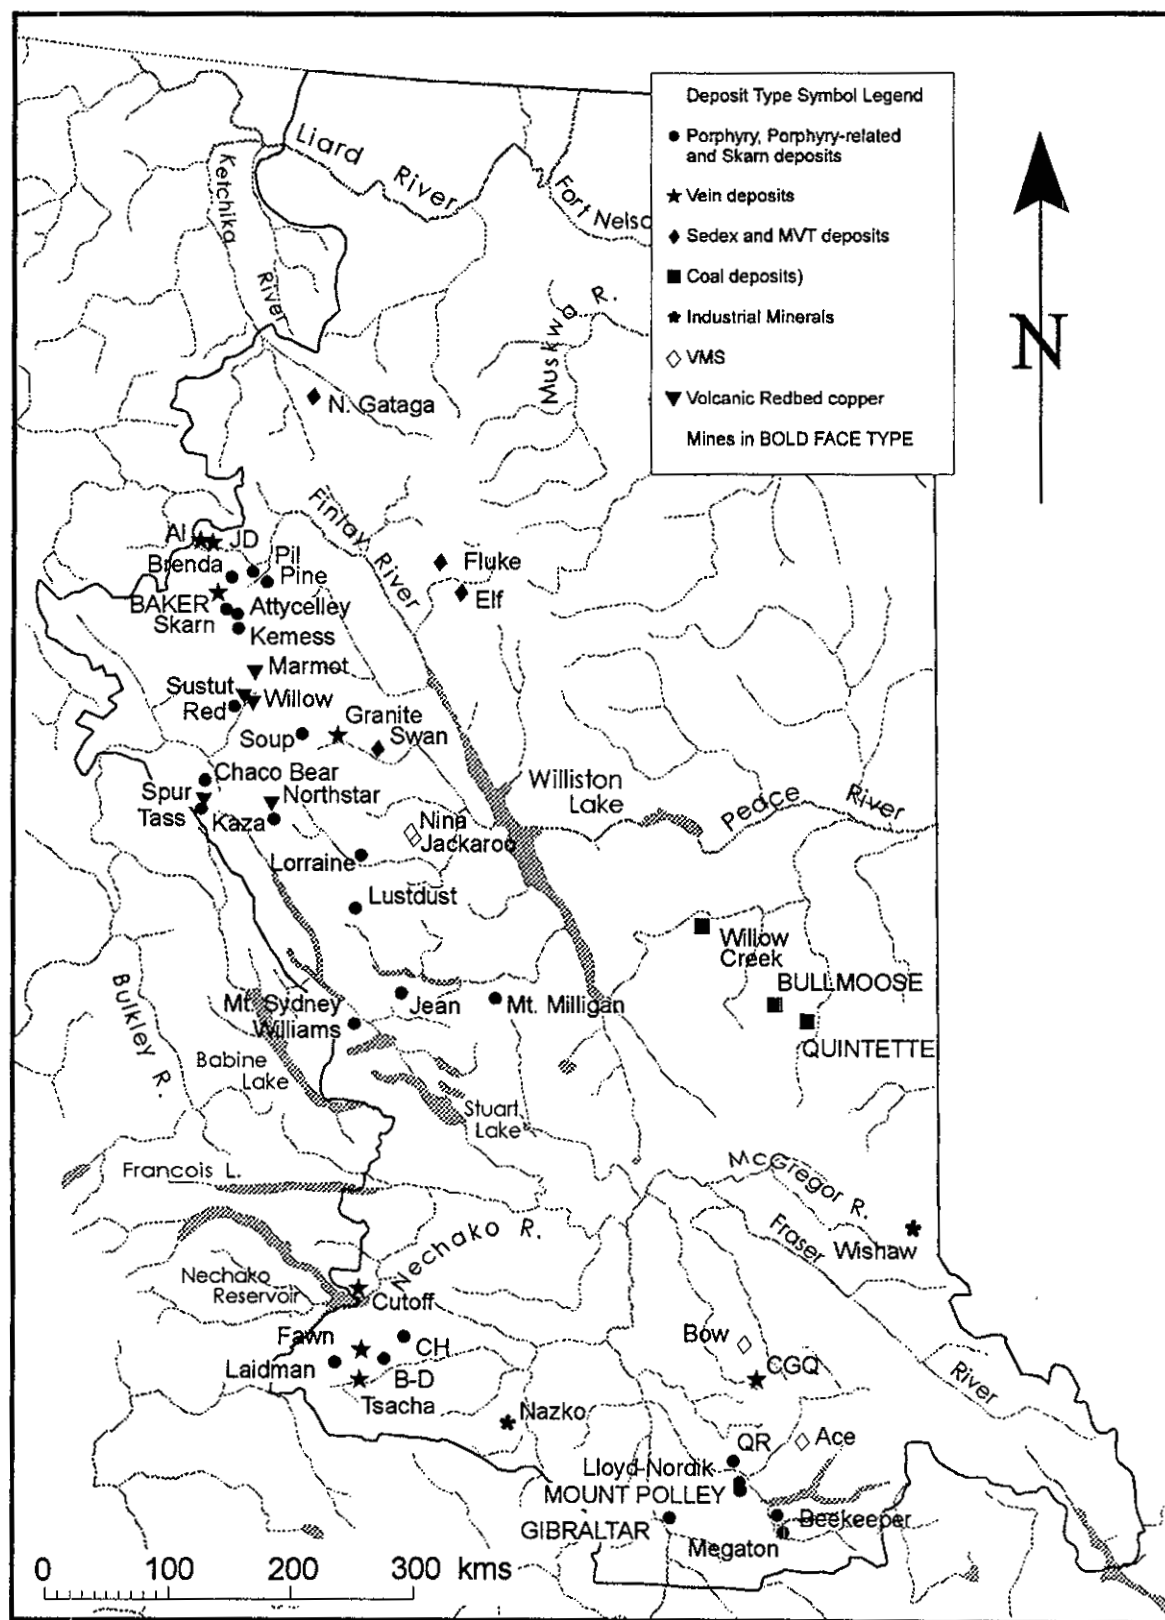 Deposit Type Symbol Legend
Porphyry, Porphyry-related
and Skarn deposits
Vein deposits
Sedex and MVT deposits
Coal deposits)
Industrial Minerals
VMS
Volcanic Redbed copper
Mines in BOLD FACE TYPE
N
Liard River
Ketchika River
Fort Nelso
Muskwa R.
N. Gataga
Finlay River
Al
JD
Brenda
Pil
Pine
Fluke
Elf
BAKER
Skarn
Attycelley
Kemess
Marmot
Sustut
Red
Willow
Granite
Swan
Soup
Chaco Bear
Williston
Lake
Peace River
Spur
Tass
Northstar
Kaza
Nina
Jackaroo
Lorraine
Lustdust
Willow
Creek
BULLMOOSE
QUINTETTE
Bulkley R.
Mt. Sydney
Williams
Jean
Mt. Milligan
Babine
Lake
Stuart
Lake
Francois L.
McGregor R.
Fraser River
Wishaw
Nechako R.
Nechako
Reservoir
Cutoff
Fawn
CH
Laidman
B-D
Tsacha
Bow
CGQ
Nazko
QR
Ace
Lloyd-Nordik
MOUNT POLLEY
GIBRALTAR
Beekeeper
Megaton
0 100 200 300 kms